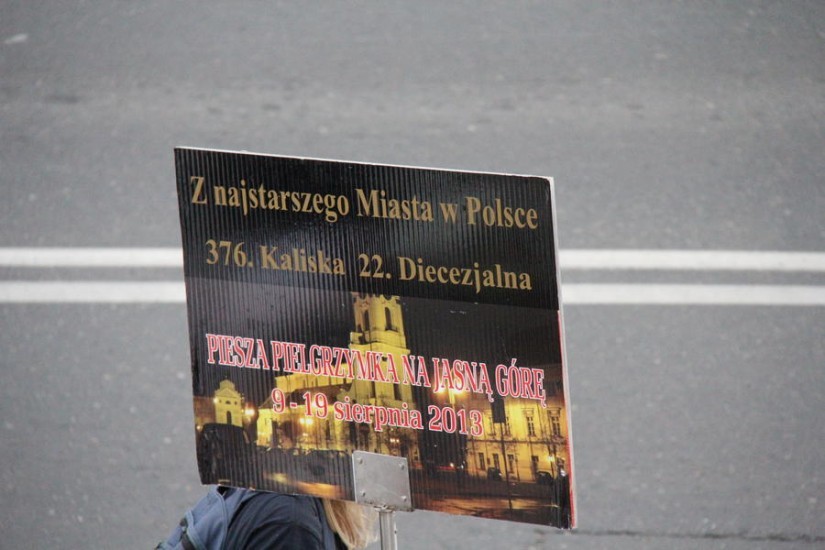 Z najstarszego Miasta w Polsce
376. Kaliska 22. Diecezjalna
PIESZA PIELGRZYMKA NA JASNĄ GÓRĘ
9 - 19 sierpnia 2013